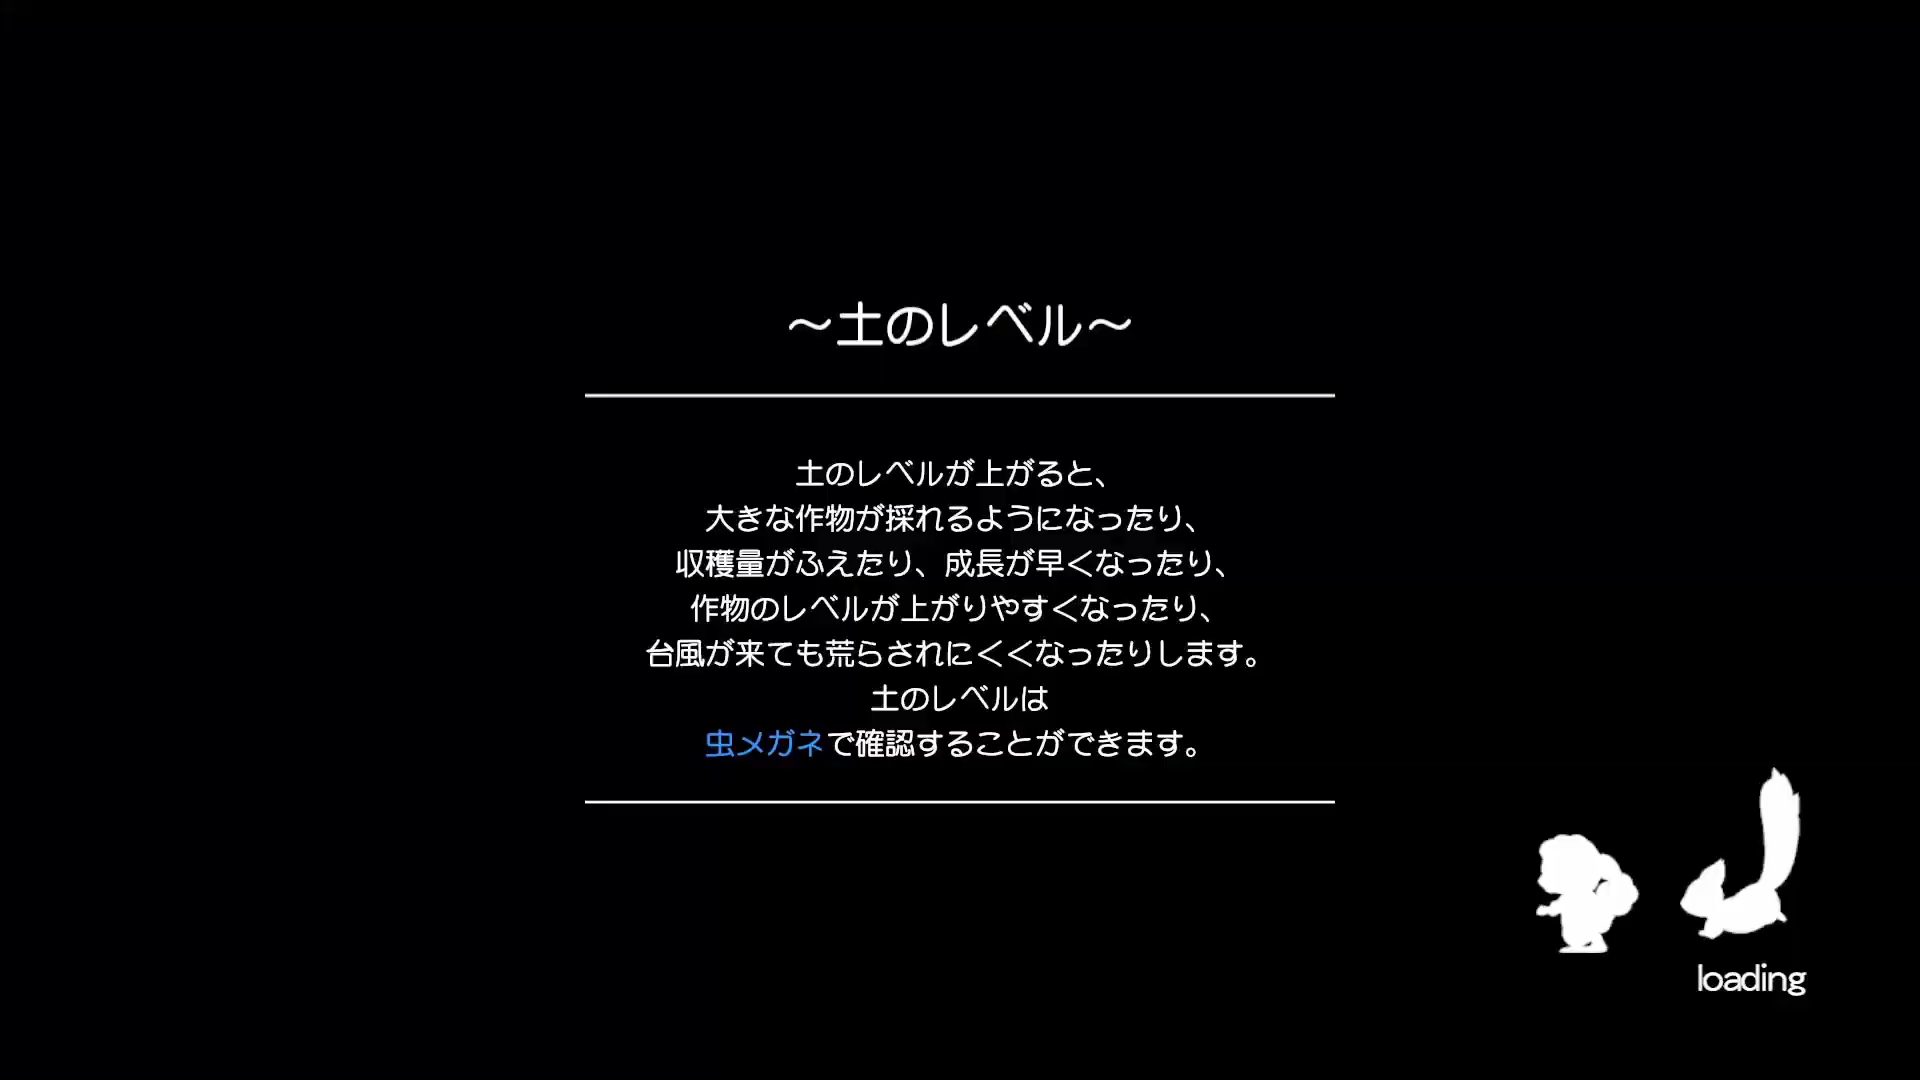 ～土のレベル～
土のレベルが上がると、
大きな作物が採れるようになったり、
収穫量がふえたり、成長が早くなったり、
作物のレベルが上がりやすくなったり、
台風が来ても荒らされにくくなったりします。
土のレベルは
虫メガネで確認することができます。
loading